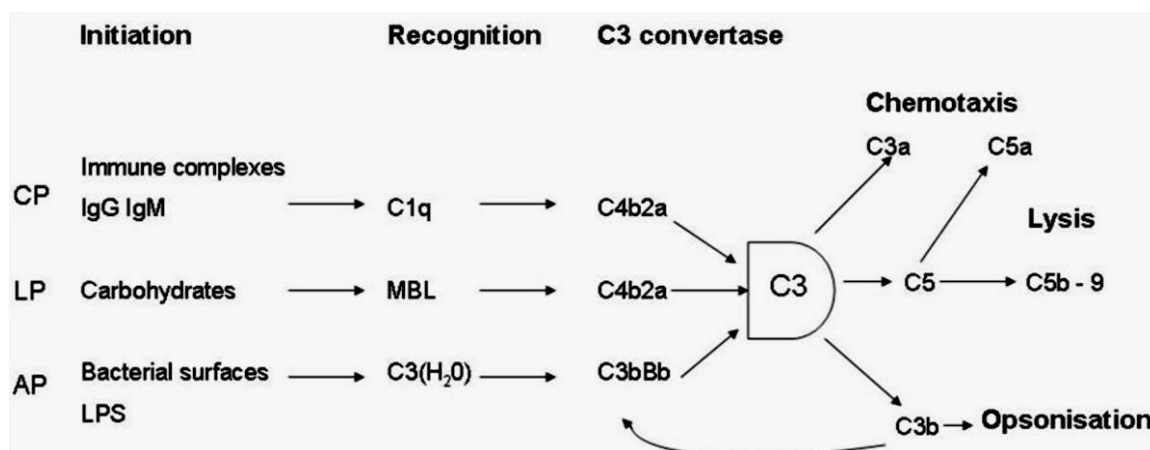 Initiation Recognition C3 convertase
Chemotaxis
C3a C5a
Immune complexes
CP IgG IgM C1q C4b2a
Lysis
LP Carbohydrates MBL C4b2a C3 C5 C5b - 9
AP Bacterial surfaces C3(H₂0) C3bBb
LPS
C3b Opsonisation